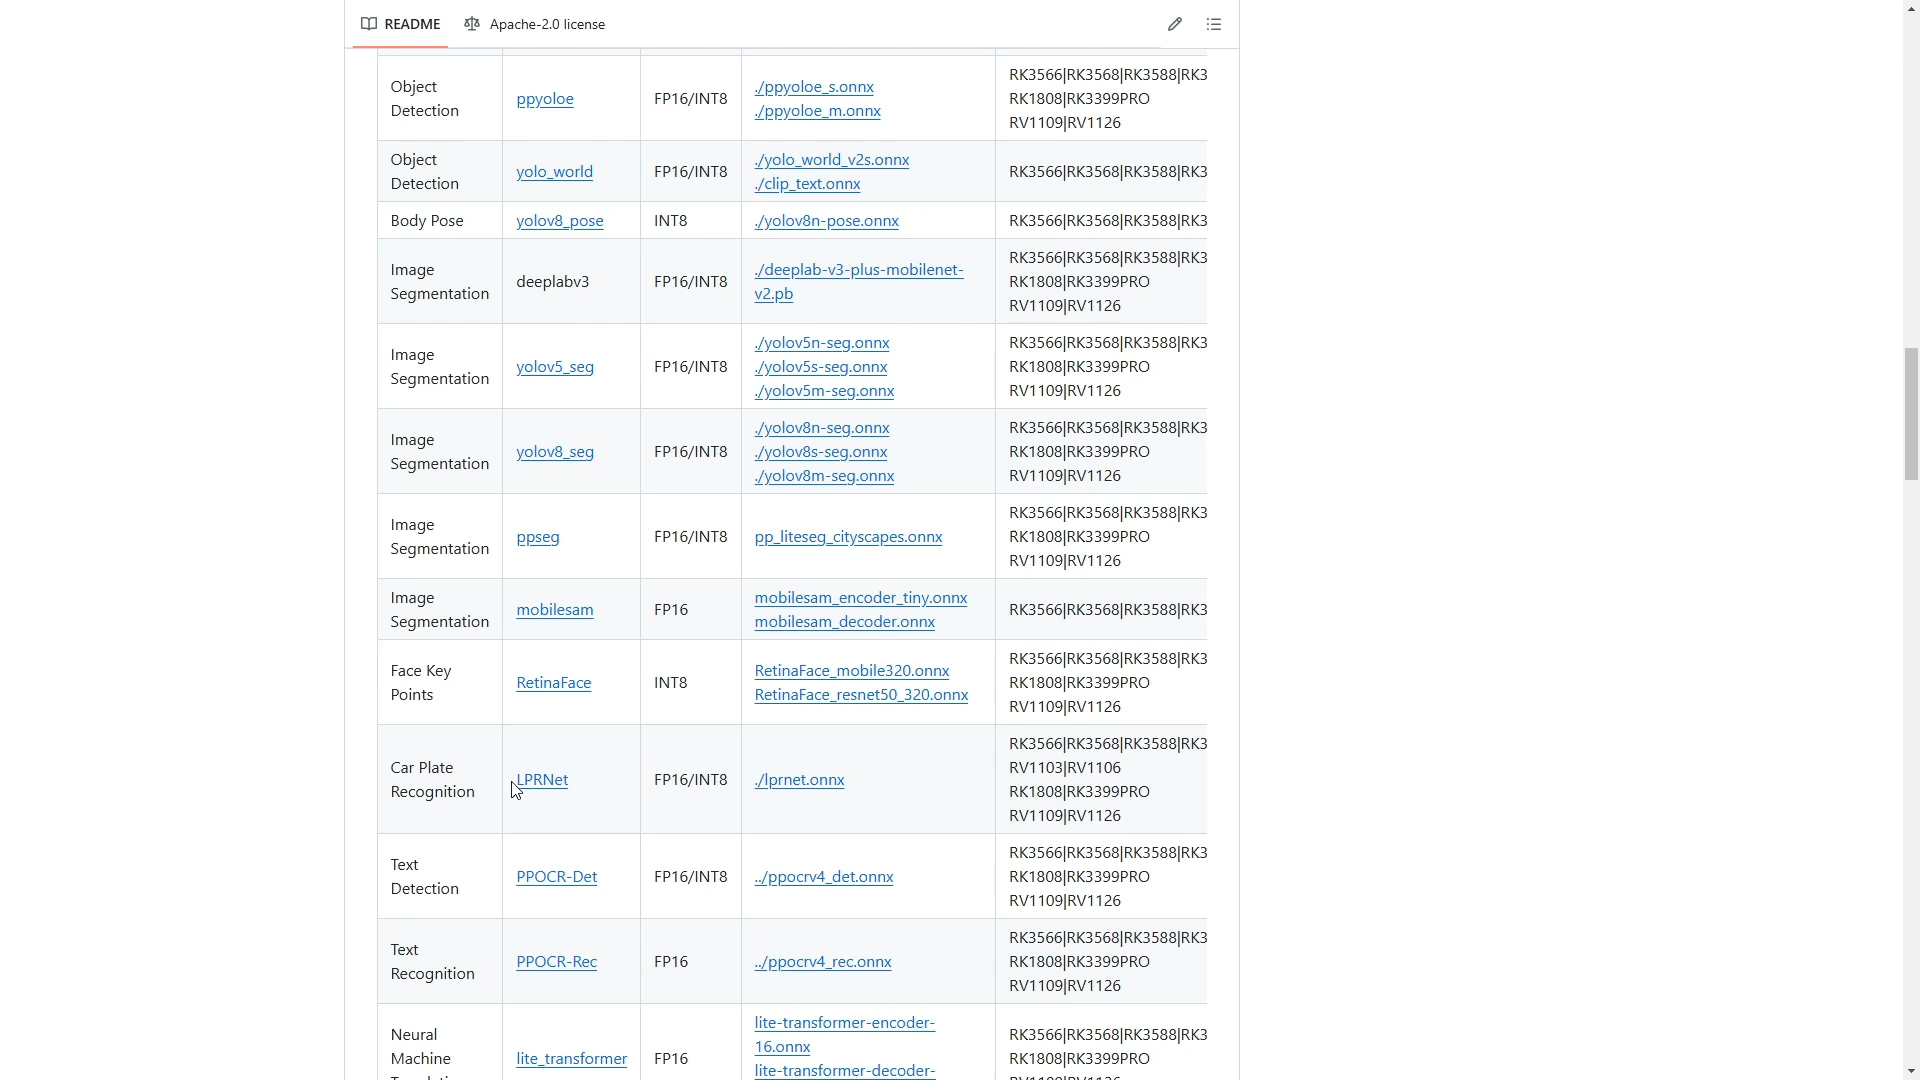 README
Apache-2.0 license
Object Detection
ppyoloe
FP16/INT8
./ppyoloe_s.onnx
./ppyoloe_m.onnx
RK3566|RK3568|RK3588|RK3
RK1808|RK3399PRO
RV1109|RV1126
Object Detection
yolo_world
FP16/INT8
./yolo_world_v2s.onnx
./clip_text.onnx
RK3566|RK3568|RK3588|RK3
Body Pose
yolov8_pose
INT8
./yolov8n-pose.onnx
RK3566|RK3568|RK3588|RK3
Image Segmentation
deeplabv3
FP16/INT8
./deeplab-v3-plus-mobilenet-
v2.pb
RK3566|RK3568|RK3588|RK3
RK1808|RK3399PRO
RV1109|RV1126
Image Segmentation
yolov5_seg
FP16/INT8
./yolov5n-seg.onnx
./yolov5s-seg.onnx
./yolov5m-seg.onnx
RK3566|RK3568|RK3588|RK3
RK1808|RK3399PRO
RV1109|RV1126
Image Segmentation
yolov8_seg
FP16/INT8
./yolov8n-seg.onnx
./yolov8s-seg.onnx
./yolov8m-seg.onnx
RK3566|RK3568|RK3588|RK3
RK1808|RK3399PRO
RV1109|RV1126
Image Segmentation
ppseg
FP16/INT8
pp_liteseg_cityscapes.onnx
RK3566|RK3568|RK3588|RK3
RK1808|RK3399PRO
RV1109|RV1126
Image Segmentation
mobilesam
FP16
mobilesam_encoder_tiny.onnx
mobilesam_decoder.onnx
RK3566|RK3568|RK3588|RK3
Face Key Points
RetinaFace
INT8
RetinaFace_mobile320.onnx
RetinaFace_resnet50_320.onnx
RK3566|RK3568|RK3588|RK3
RK1808|RK3399PRO
RV1109|RV1126
Car Plate Recognition
LPRNet
FP16/INT8
./lprnet.onnx
RK3566|RK3568|RK3588|RK3
RV1103|RV1106
RK1808|RK3399PRO
RV1109|RV1126
Text Detection
PPOCR-Det
FP16/INT8
../ppocrv4_det.onnx
RK3566|RK3568|RK3588|RK3
RK1808|RK3399PRO
RV1109|RV1126
Text Recognition
PPOCR-Rec
FP16
../ppocrv4_rec.onnx
RK3566|RK3568|RK3588|RK3
RK1808|RK3399PRO
RV1109|RV1126
Neural Machine
lite_transformer
FP16
lite-transformer-encoder-
16.onnx
lite-transformer-decoder-
RK3566|RK3568|RK3588|RK3
RK1808|RK3399PRO